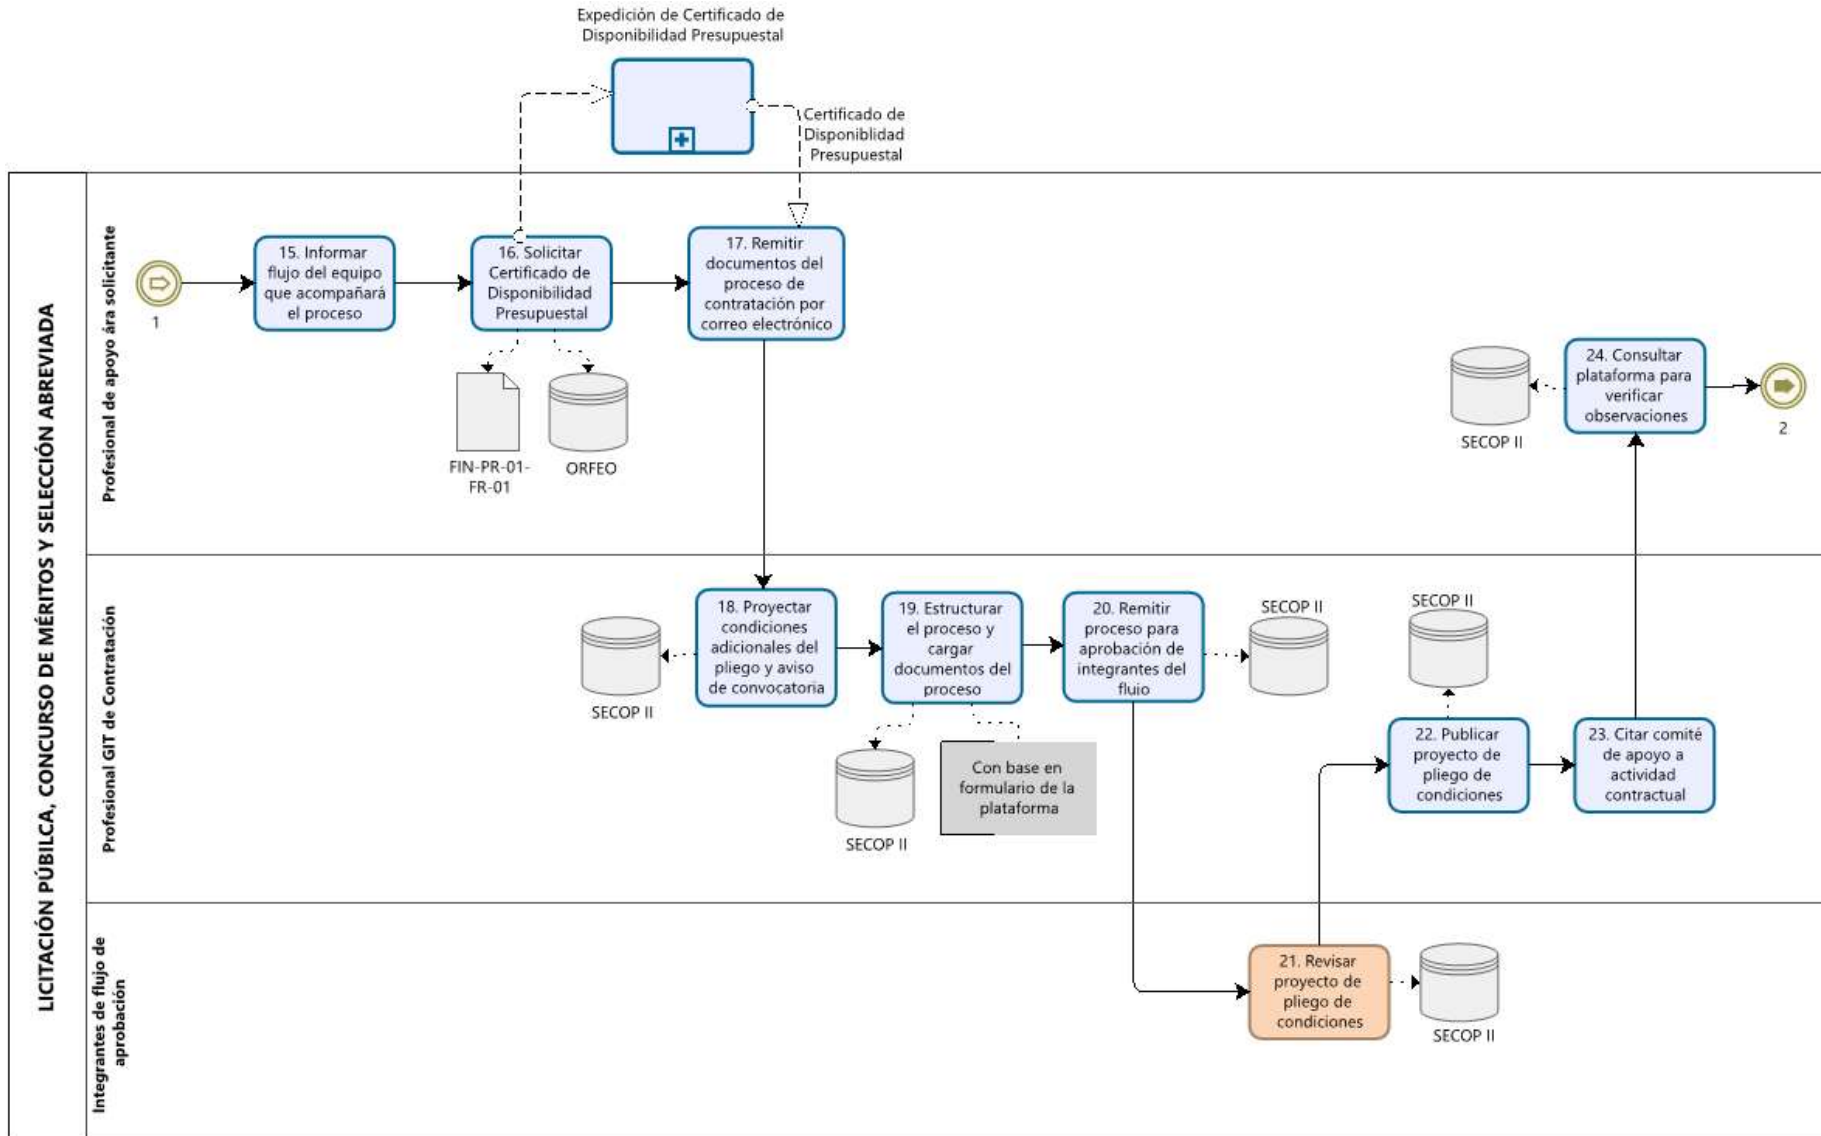 Expedición de Certificado de
Disponibilidad Presupuestal
Certificado de
Disponiblidad
Presupuestal
LICITACIÓN PÚBILCA, CONCURSO DE MÉRITOS Y SELECCIÓN ABREVIADA
Profesional de apoyo ára solicitante
1
15. Informar
flujo del equipo
que acompañará
el proceso
16. Solicitar
Certificado de
Disponibilidad
Presupuestal
17. Remitir
documentos del
proceso de
contratación por
correo electrónico
FIN-PR-01-
FR-01
ORFEO
SECOP II
24. Consultar
plataforma para
verificar
observaciones
2
Profesional GIT de Contratación
SECOP II
18. Proyectar
condiciones
adicionales del
pliego y aviso
de convocatoria
19. Estructurar
el proceso y
cargar
documentos del
proceso
20. Remitir
proceso para
aprobación de
integrantes del
fluio
SECOP II
SECOP II
SECOP II
Con base en
formulario de la
plataforma
22. Publicar
proyecto de
pliego de
condiciones
23. Citar comité
de apoyo a
actividad
contractual
Integrantes de flujo de
aprobación
21. Revisar
proyecto de
pliego de
condiciones
SECOP II